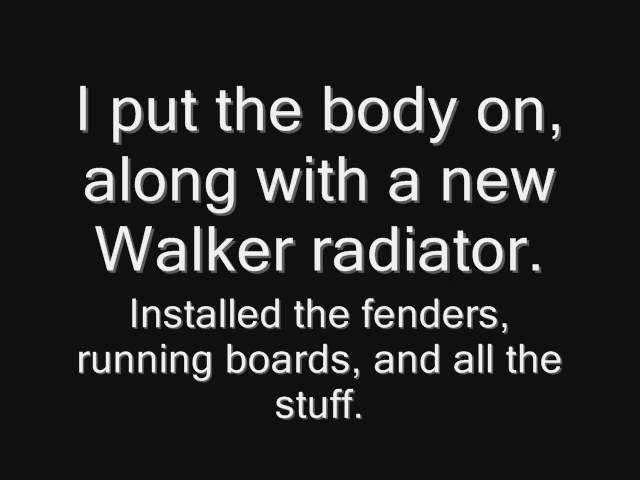 I put the body on,
along with a new
Walker radiator.
Installed the fenders,
running boards, and all the
stuff.